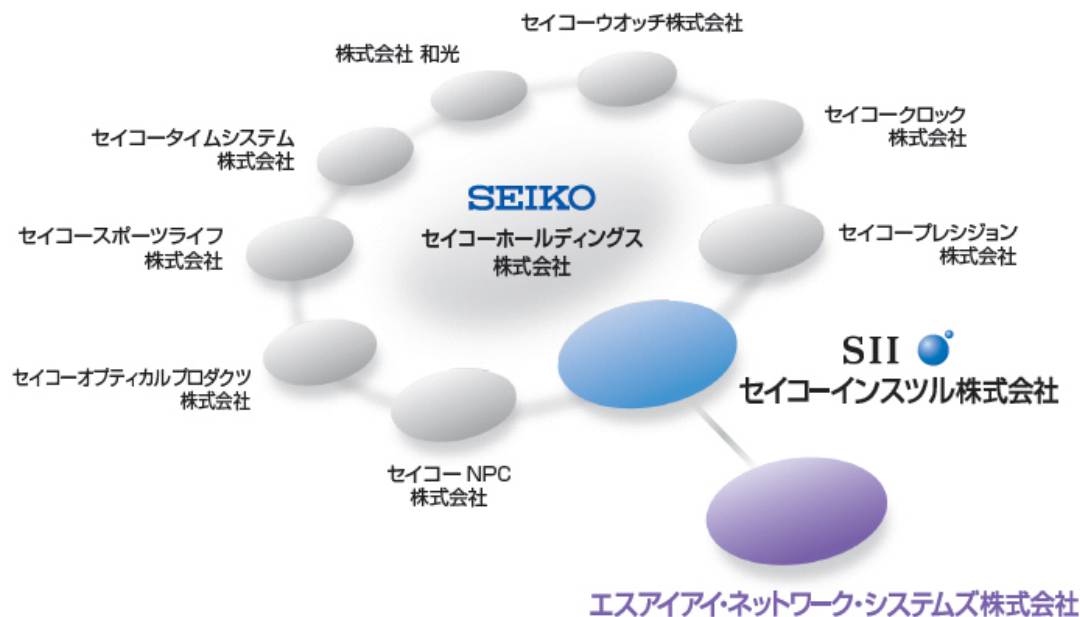 セイコーウオッチ株式会社
株式会社 和光
セイコークロック
株式会社
セイコータイムシステム
株式会社
SEIKO
セイコーホールディングス
株式会社
セイコースポーツライフ
株式会社
セイコープレシジョン
株式会社
SII
セイコーインスツル株式会社
セイコーオプティカルプロダクツ
株式会社
セイコー NPC
株式会社
エスアイアイ・ネットワーク・システムズ株式会社